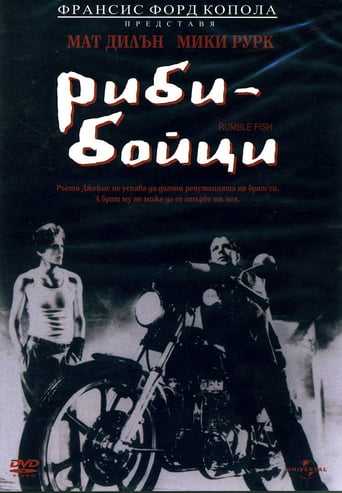 ФРАНСИС ФОРД КОПОЛА
ПРЕДСТАВЯ
МАТ ДИЛЪН МИКИ РУРК
РИБИ-
БОЙЦИ
RUMBLE FISH
Ръсти Джеймс не успява да догони репутацията на брат си.
А брат му не може да се отърве от нея.
DVD
VIDEO
UNIVERSAL